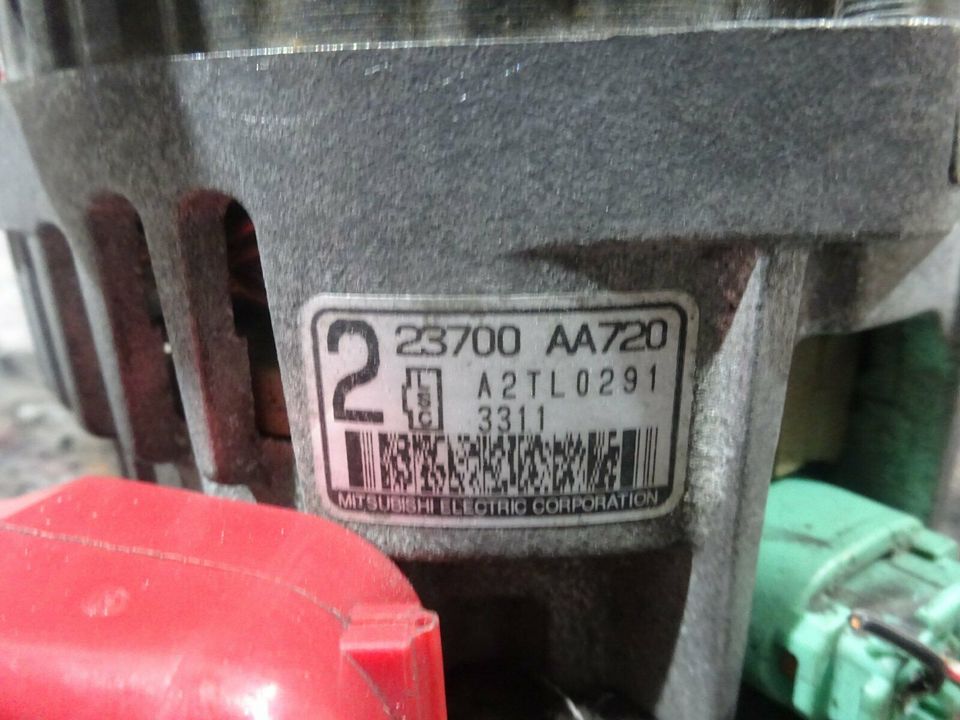 2
23700 AA720
LSC
A2TL0291
3311
MITSUBISHI ELECTRIC CORPORATION